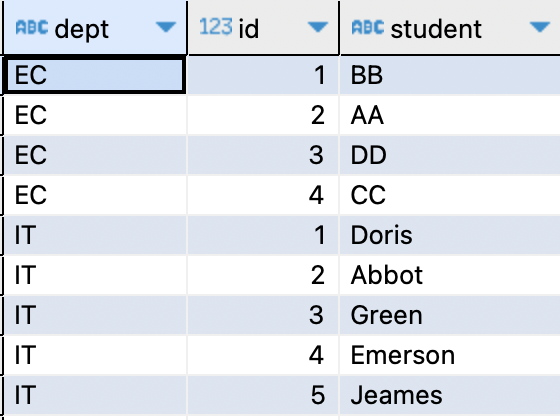 ABC dept 123 id ABC student
EC 1 BB
EC 2 AA
EC 3 DD
EC 4 CC
IT 1 Doris
IT 2 Abbot
IT 3 Green
IT 4 Emerson
IT 5 Jeames